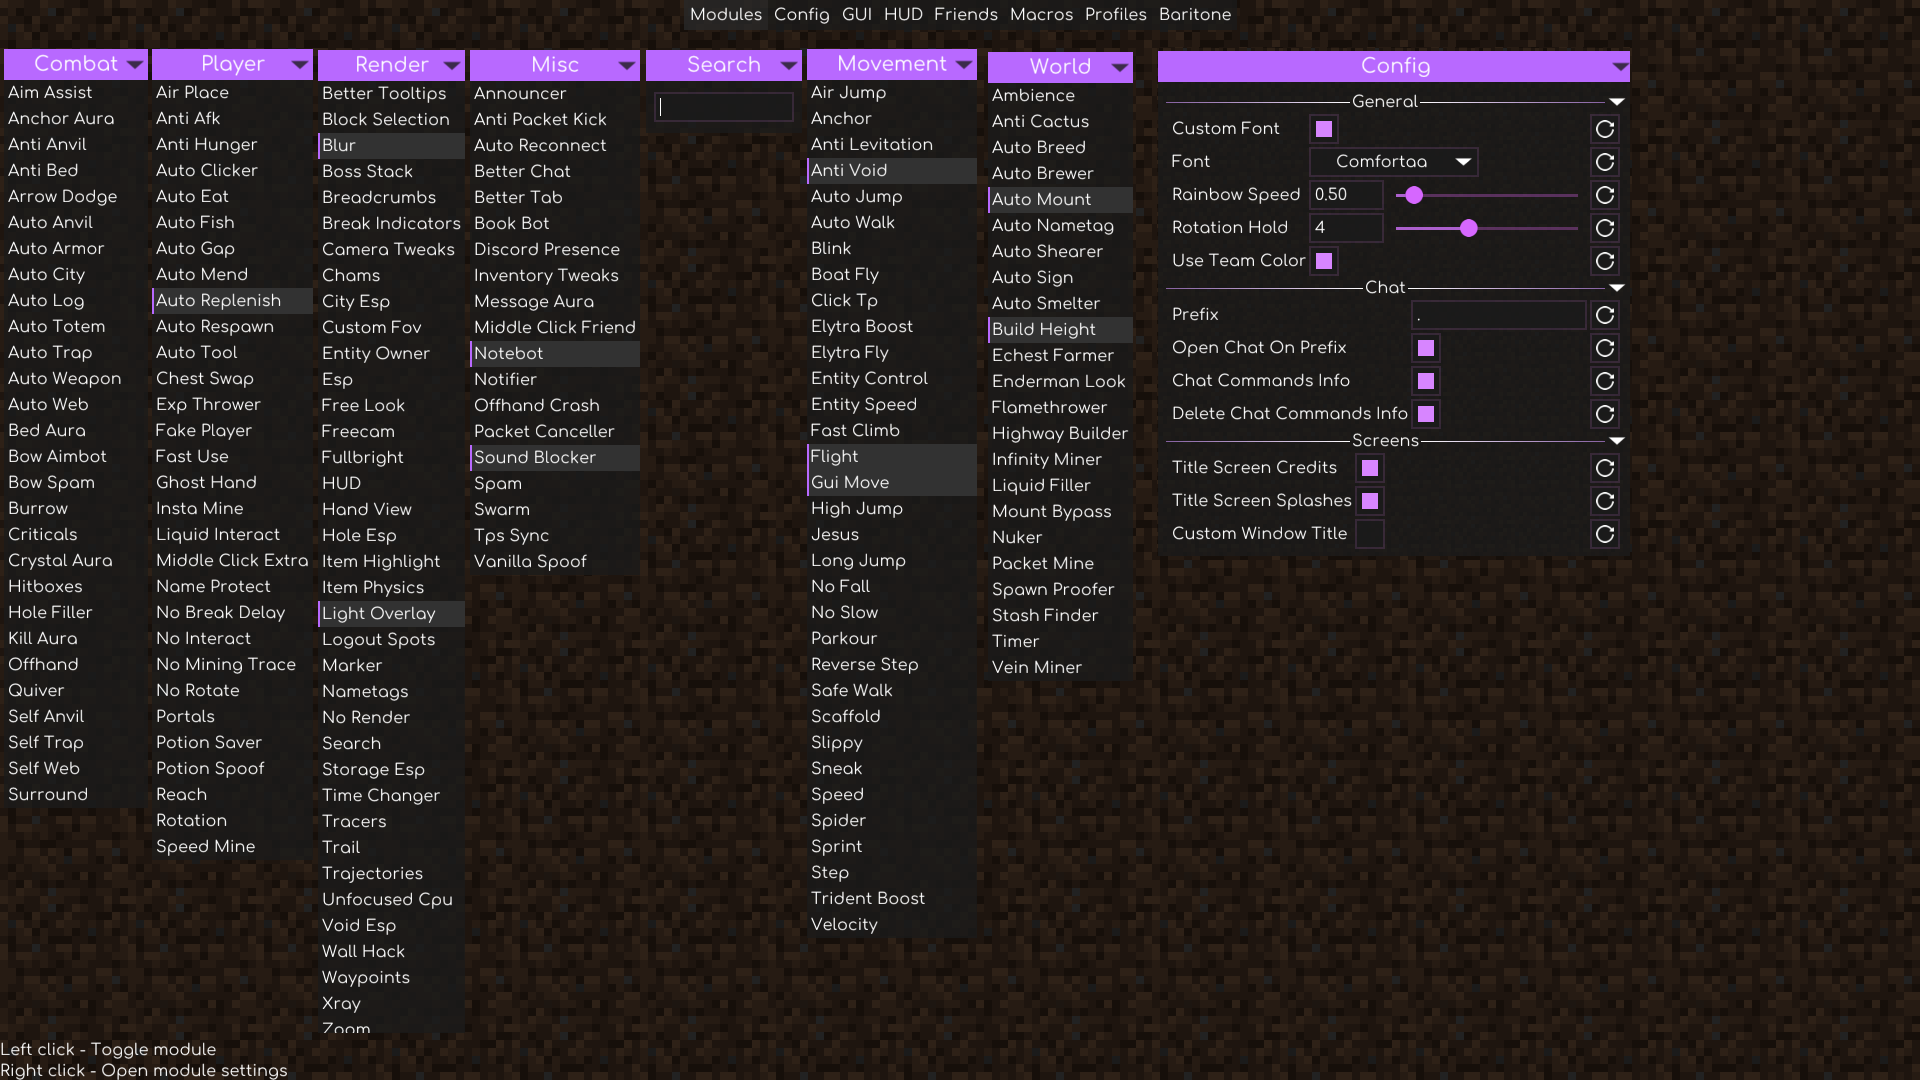 Modules Config GUI HUD Friends Macros Profiles Baritone
Combat
Aim Assist
Anchor Aura
Anti Anvil
Anti Bed
Arrow Dodge
Auto Anvil
Auto Armor
Auto City
Auto Log
Auto Totem
Auto Trap
Auto Weapon
Auto Web
Bed Aura
Bow Aimbot
Bow Spam
Burrow
Criticals
Crystal Aura
Hitboxes
Hole Filler
Kill Aura
Offhand
Quiver
Self Anvil
Self Trap
Self Web
Surround
Player
Air Place
Anti Afk
Anti Hunger
Auto Clicker
Auto Eat
Auto Fish
Auto Gap
Auto Mend
Auto Replenish
Auto Respawn
Auto Tool
Chest Swap
Exp Thrower
Fake Player
Fast Use
Ghost Hand
Insta Mine
Liquid Interact
Middle Click Extra
Name Protect
No Break Delay
No Interact
No Mining Trace
No Rotate
Portals
Potion Saver
Potion Spoof
Reach
Rotation
Speed Mine
Render
Better Tooltips
Block Selection
Blur
Boss Stack
Breadcrumbs
Break Indicators
Camera Tweaks
Chams
City Esp
Custom Fov
Entity Owner
Esp
Free Look
Freecam
Fullbright
HUD
Hand View
Hole Esp
Item Highlight
Item Physics
Light Overlay
Logout Spots
Marker
Nametags
No Render
Search
Storage Esp
Time Changer
Tracers
Trail
Trajectories
Unfocused Cpu
Void Esp
Wall Hack
Waypoints
Xray
Zoom
Misc
Announcer
Anti Packet Kick
Auto Reconnect
Better Chat
Better Tab
Book Bot
Discord Presence
Inventory Tweaks
Message Aura
Middle Click Friend
Notebot
Notifier
Offhand Crash
Packet Canceller
Sound Blocker
Spam
Swarm
Tps Sync
Vanilla Spoof
Search
Movement
Air Jump
Anchor
Anti Levitation
Anti Void
Auto Jump
Auto Walk
Blink
Boat Fly
Click Tp
Elytra Boost
Elytra Fly
Entity Control
Entity Speed
Fast Climb
Flight
Gui Move
High Jump
Jesus
Long Jump
No Fall
No Slow
Parkour
Reverse Step
Safe Walk
Scaffold
Slippy
Sneak
Speed
Spider
Sprint
Step
Trident Boost
Velocity
World
Ambience
Anti Cactus
Auto Breed
Auto Brewer
Auto Mount
Auto Nametag
Auto Shearer
Auto Sign
Auto Smelter
Build Height
Echest Farmer
Enderman Look
Flamethrower
Highway Builder
Infinity Miner
Liquid Filler
Mount Bypass
Nuker
Packet Mine
Spawn Proofer
Stash Finder
Timer
Vein Miner
Config
General
Custom Font
Font Comfortaa
Rainbow Speed 0.50
Rotation Hold 4
Use Team Color
Chat
Prefix .
Open Chat On Prefix
Chat Commands Info
Delete Chat Commands Info
Screens
Title Screen Credits
Title Screen Splashes
Custom Window Title
Left click - Toggle module
Right click - Open module settings